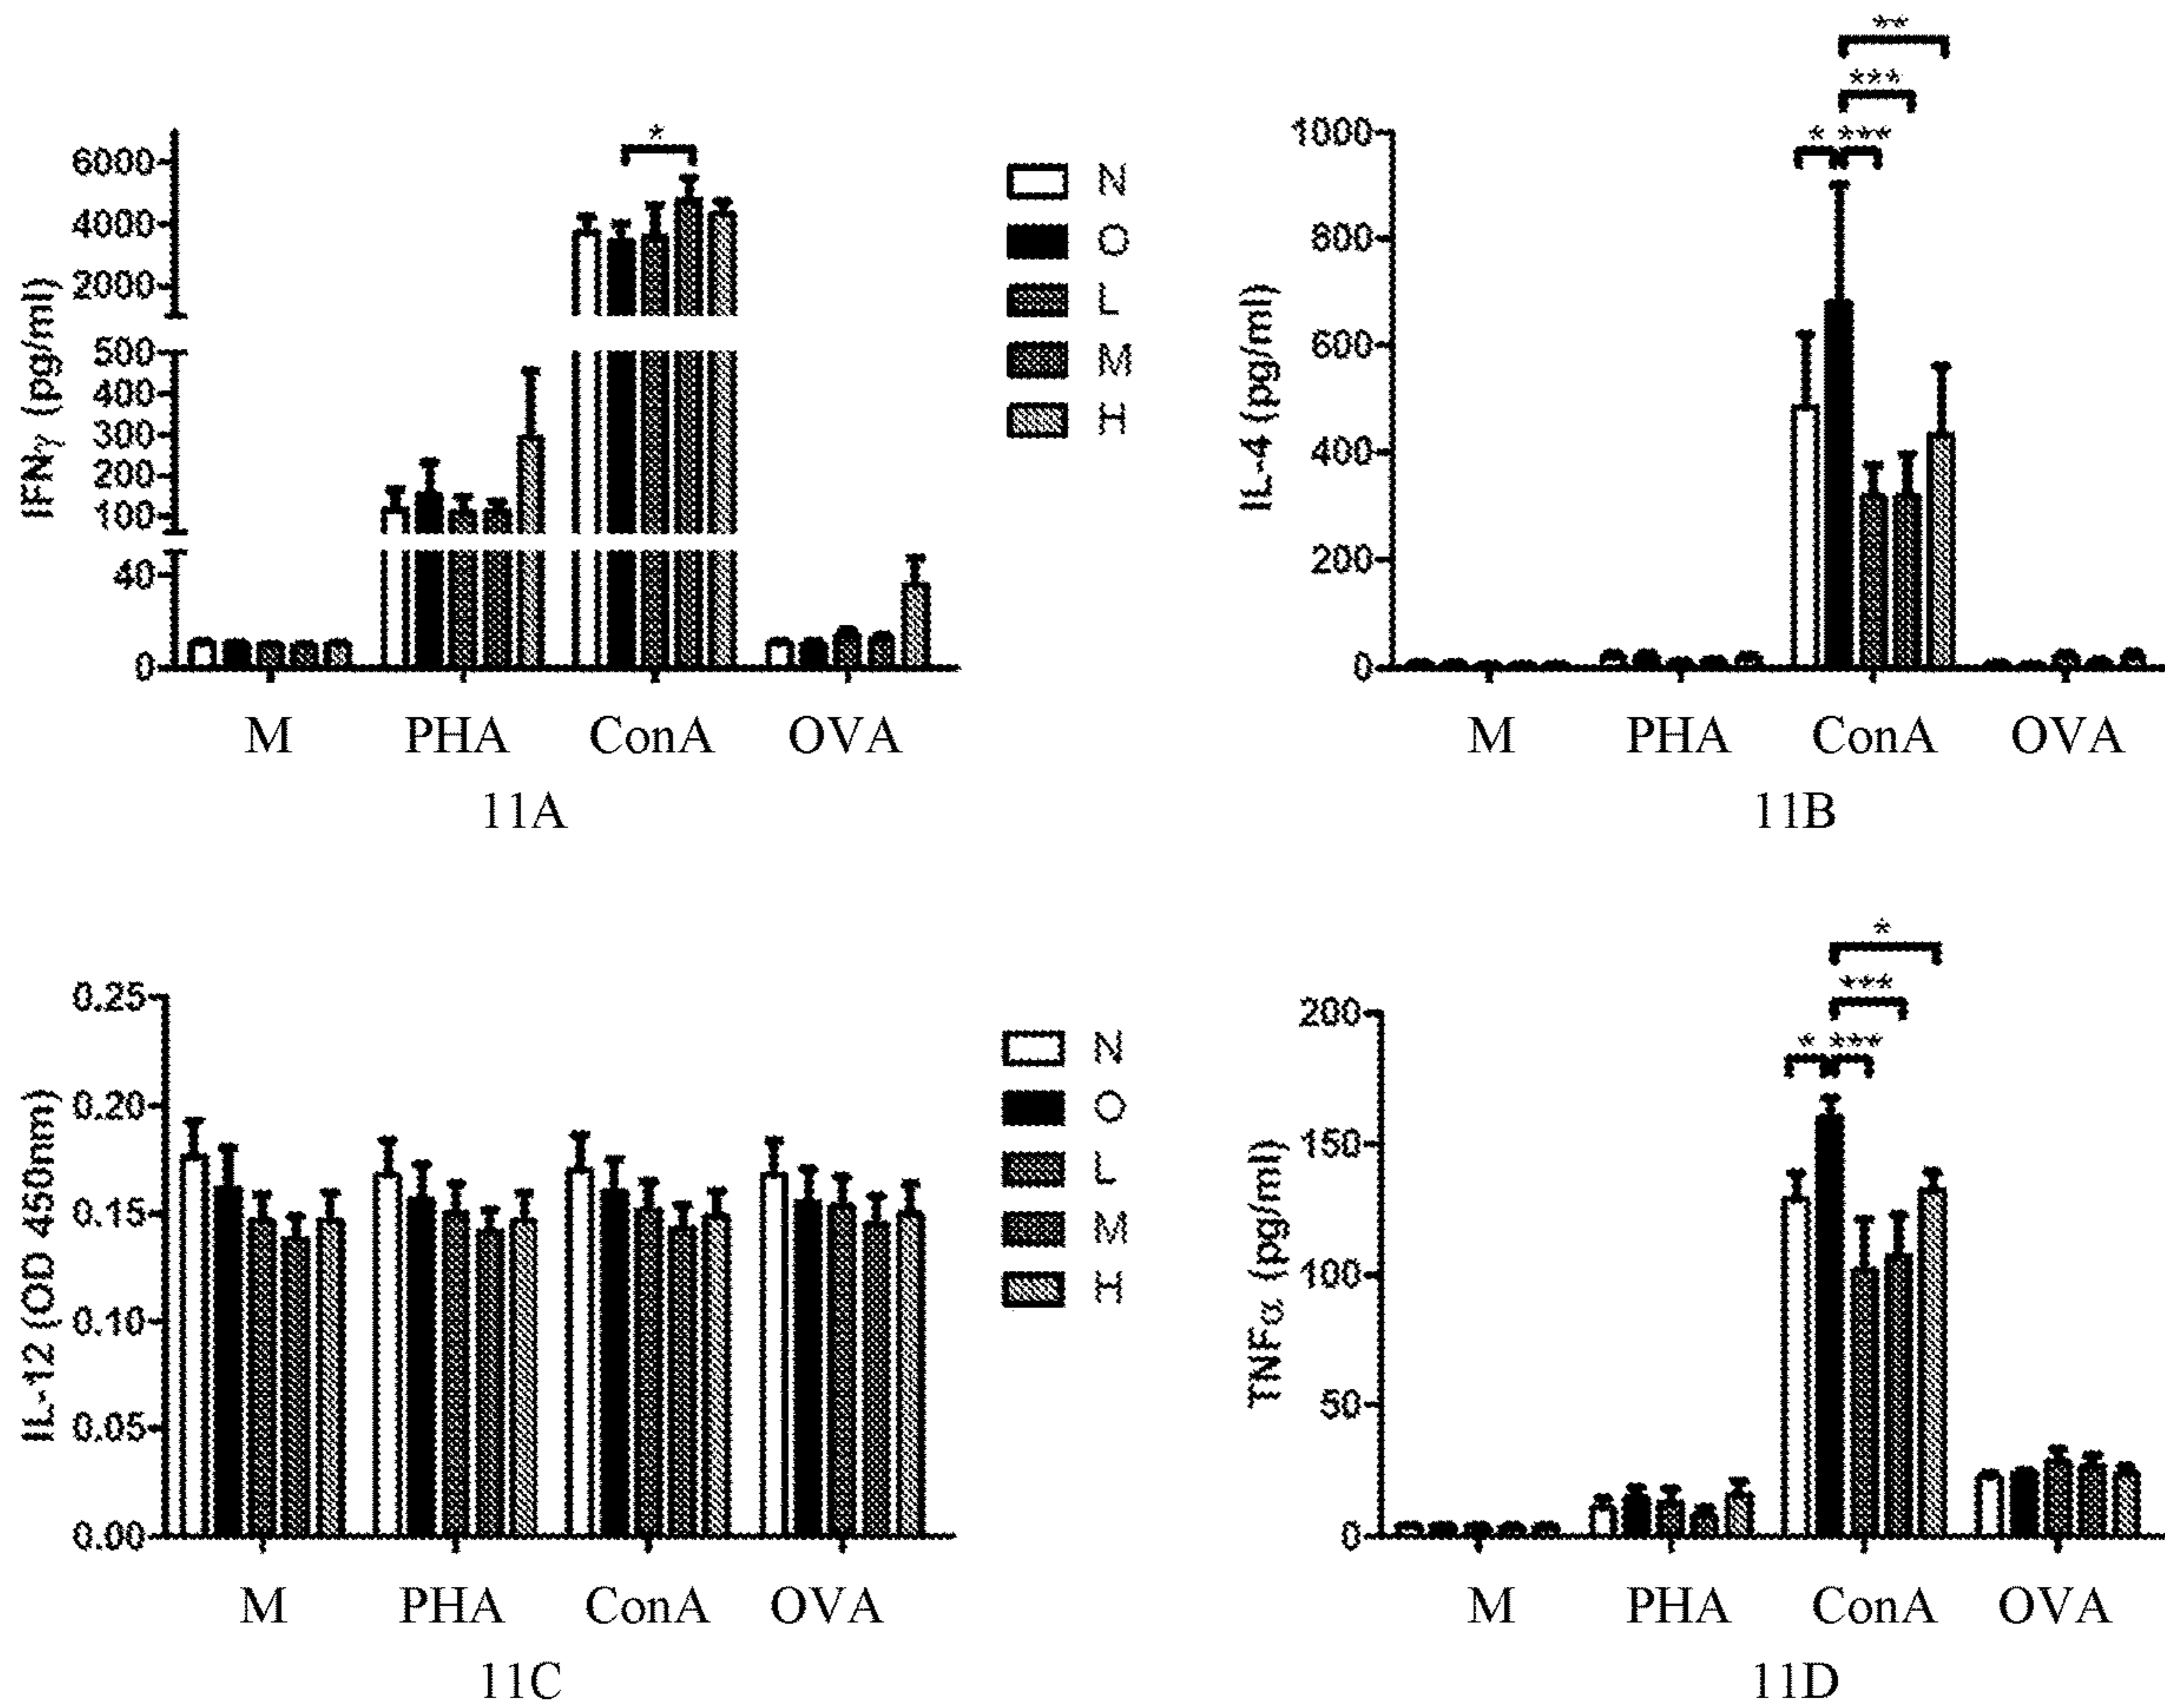 *
6000
4000
2000
500
400
300
200
100
40
0
IFNγ (pg/ml)
M PHA ConA OVA
11A
N
O
L
M
H
**
***
* ***
1000
800
600
400
200
0
IL-4 (pg/ml)
M PHA ConA OVA
11B
0.25
0.20
0.15
0.10
0.05
0.00
IL-12 (OD 450nm)
M PHA ConA OVA
11C
N
O
L
M
H
*
***
* ***
200
150
100
50
0
TNFα (pg/ml)
M PHA ConA OVA
11D